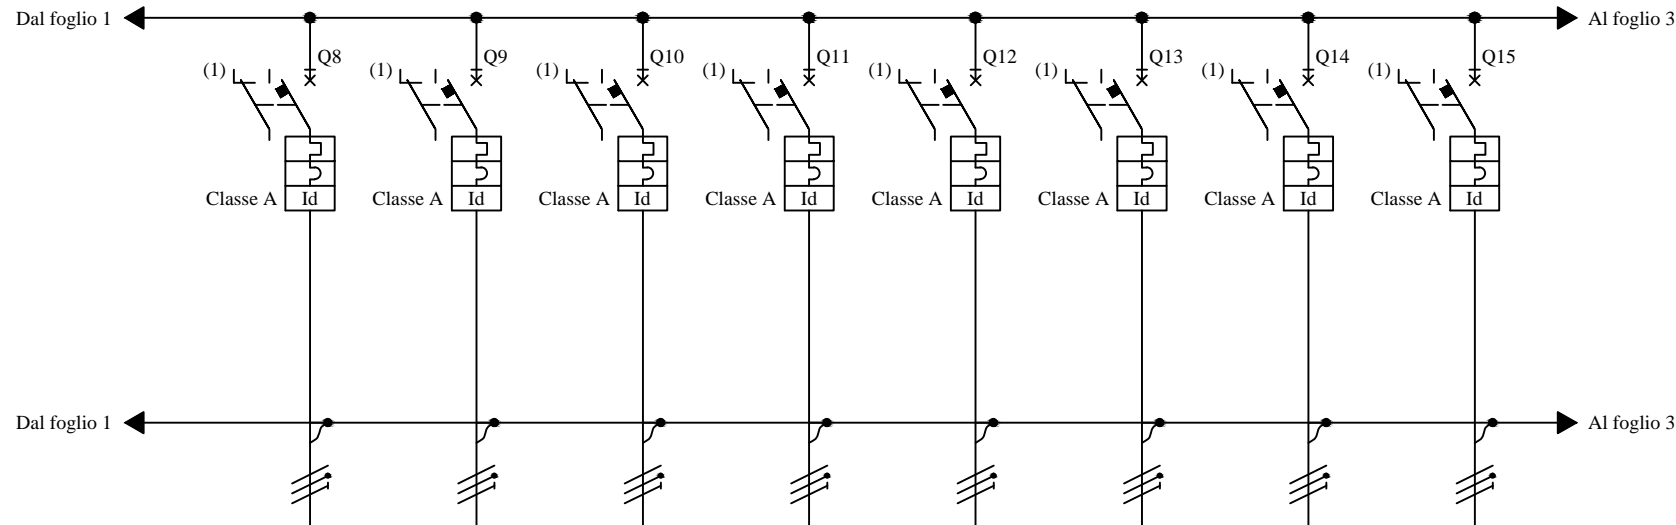 Dal foglio 1 Al foglio 3
Q8 Q9 Q10 Q11 Q12 Q13 Q14 Q15
(1) (1) (1) (1) (1) (1) (1) (1)
Classe A Id Classe A Id Classe A Id Classe A Id Classe A Id Classe A Id Classe A Id Classe A Id
Dal foglio 1 Al foglio 3